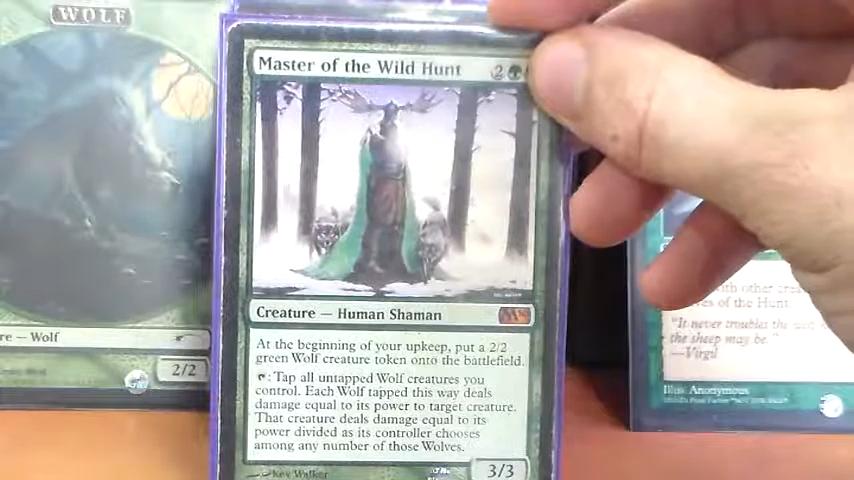 WOLF
Master of the Wild Hunt
2
Creature — Human Shaman
At the beginning of your upkeep, put a 2/2
green Wolf creature token onto the battlefield.
: Tap all untapped Wolf creatures you
control. Each Wolf tapped this way deals
damage equal to its power to target creature.
That creature deals damage equal to its
power divided as its controller chooses
among any number of those Wolves.
Kev Walker
3/3
re — Wolf
2/2
with other
ves of the Hunt.
"It never troubles the
the sheep may be."
—Virgil
Illus. Anonymous